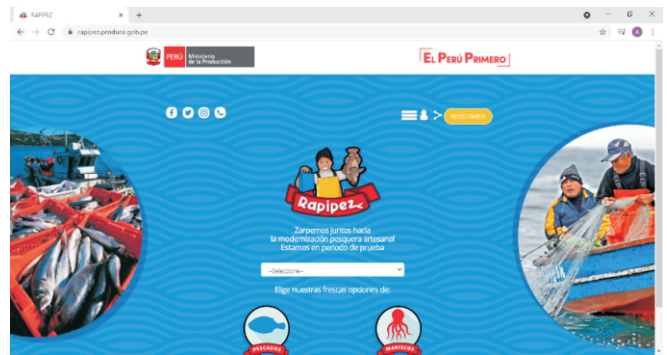 RAPIPEZ
rapipez.produce.gob.pe
PERÚ
Ministerio
de la Producción
EL PERÚ PRIMERO
REGISTRARSE
Rapipez
Zarpemos juntos hacía
la modernización pesquera artesanal
Estamos en periodo de prueba
--Seleccione--
Elige nuestras frescas opciones de:
PESCADOS
MARISCOS